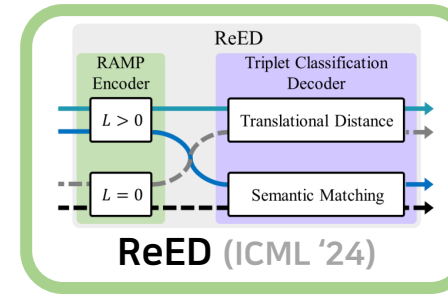 ReED
RAMP
Encoder
Triplet Classification
Decoder
L > 0
Translational Distance
L = 0
Semantic Matching
ReED (ICML ‘24)